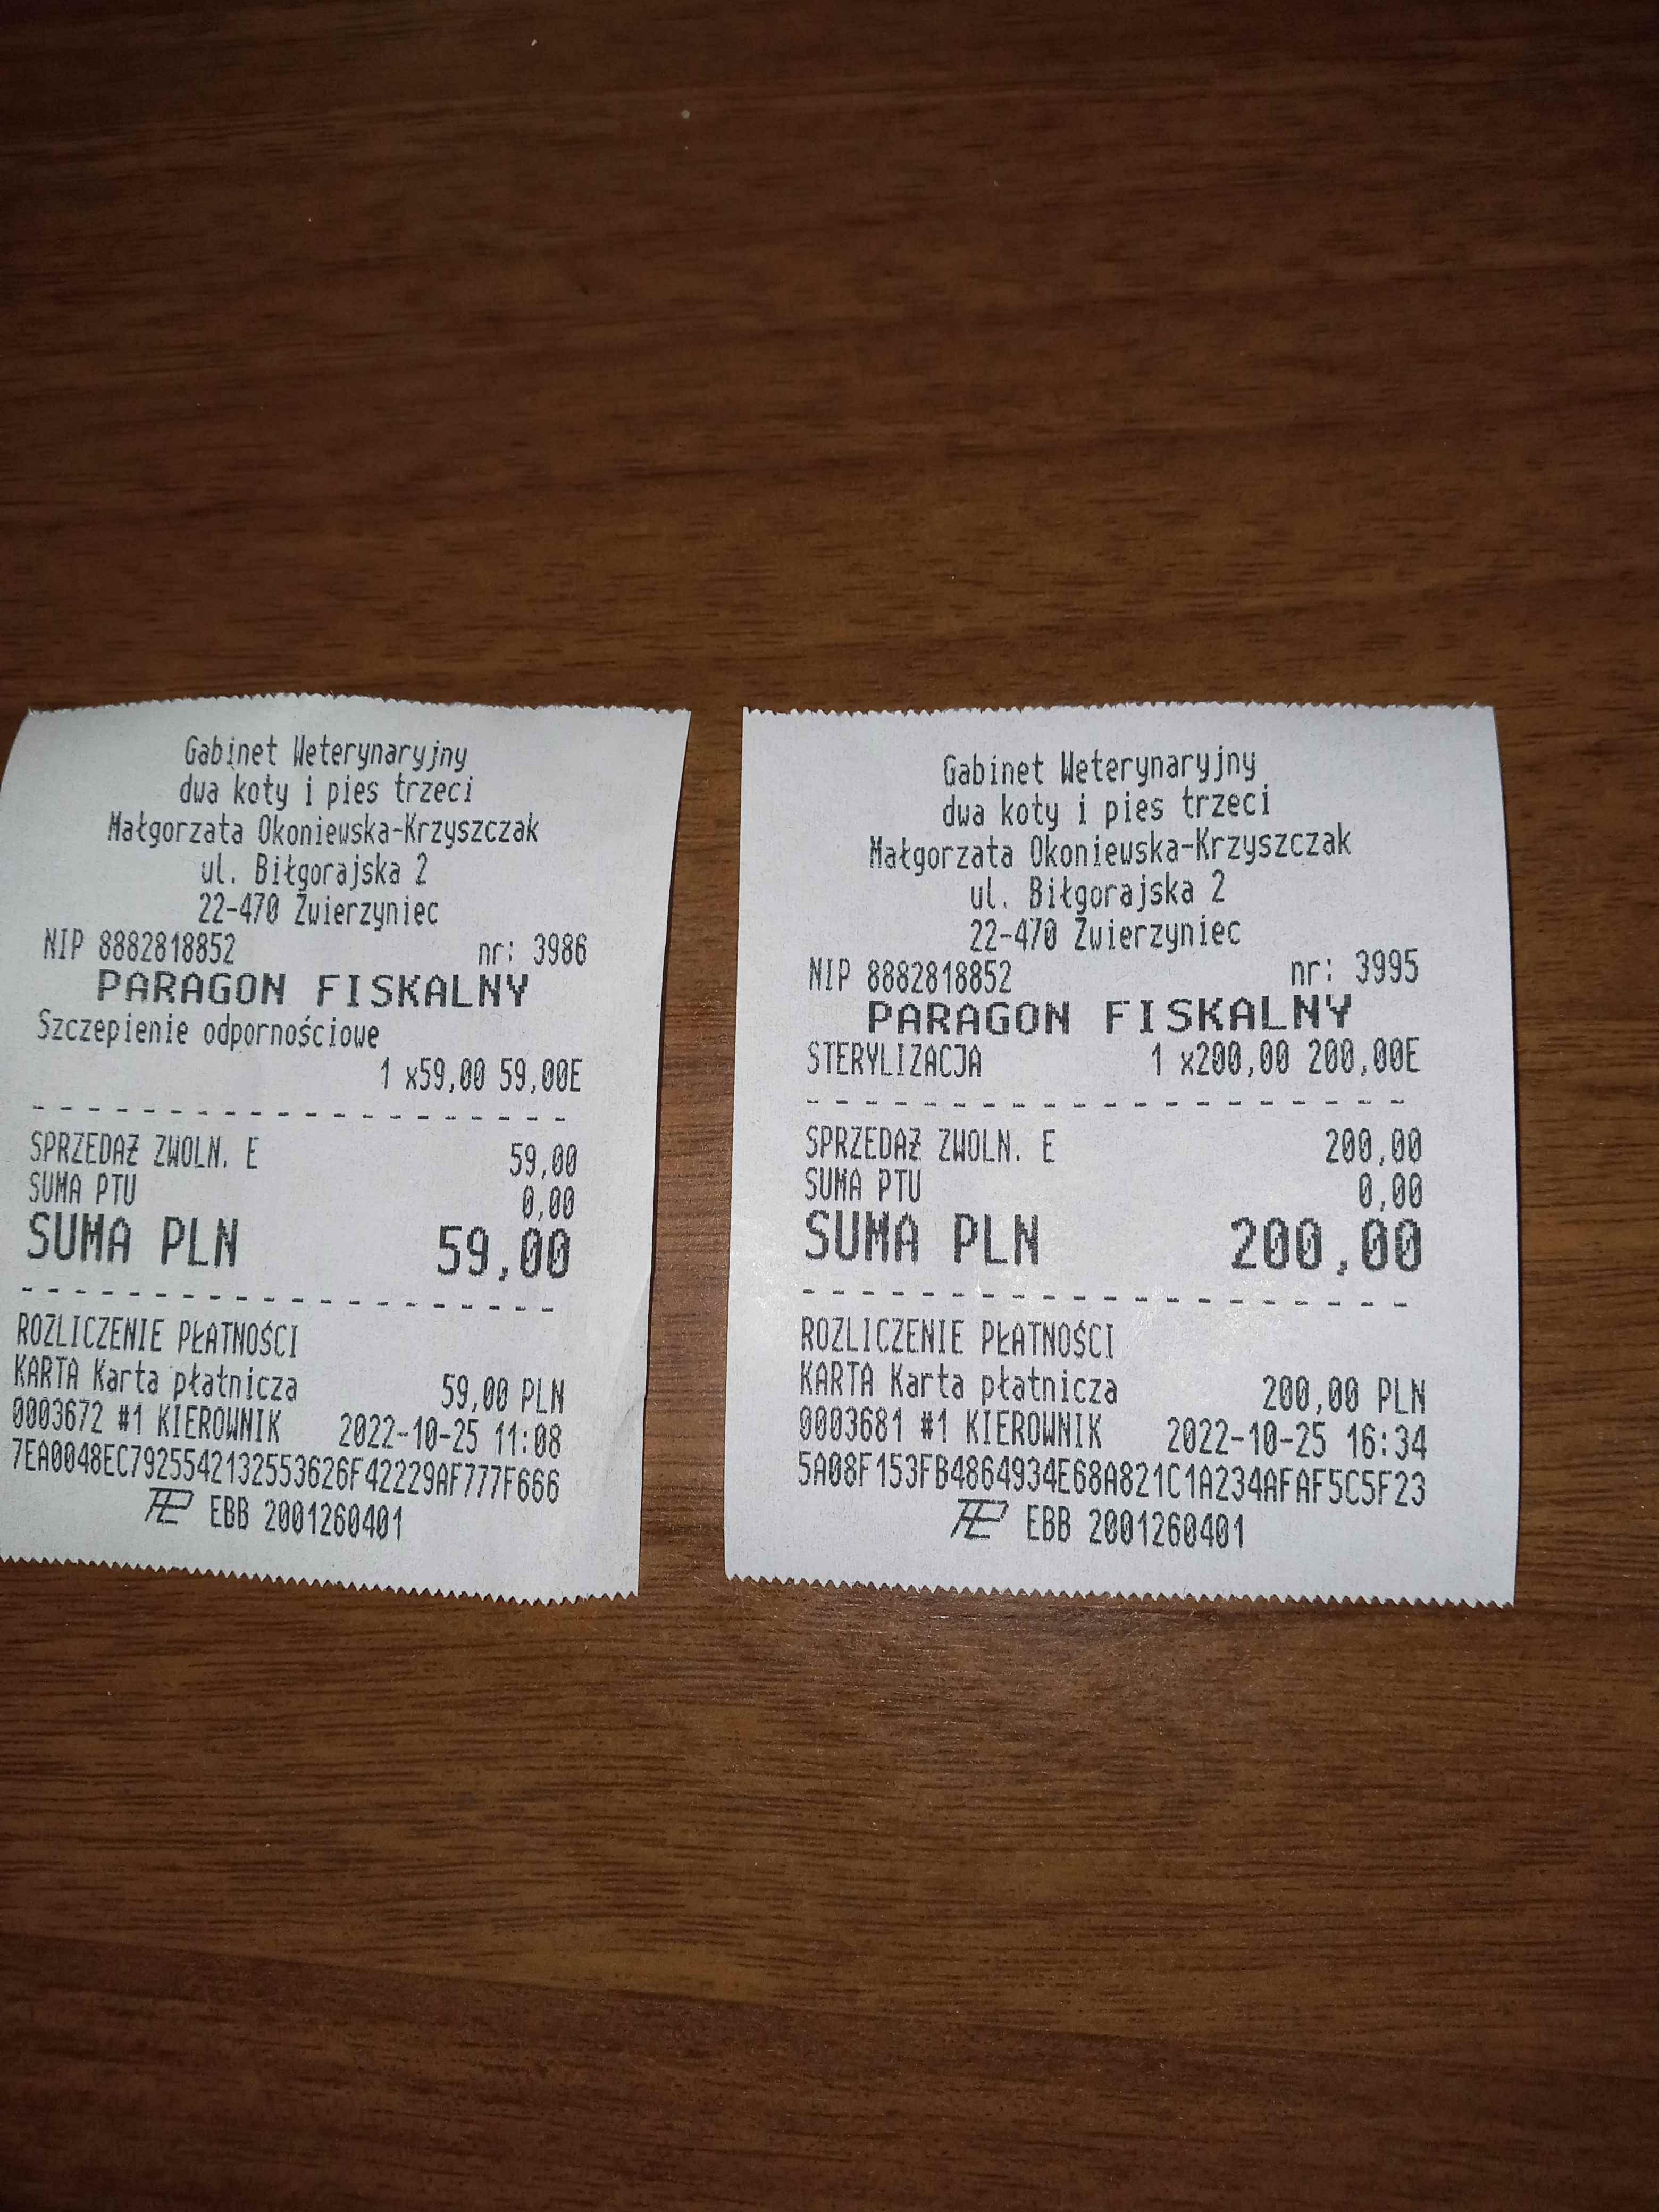 Gabinet Weterynaryjny
dwa koty i pies trzeci
Małgorzata Okoniewska-Krzyszczak
ul. Biłgorajska 2
22-470 Zwierzyniec
NIP 8882818852 nr: 3986
PARAGON FISKALNY
Szczepienie odpornościowe
1 x59,00 59,00E
SPRZEDAŻ ZWOLN. E 59,00
SUMA PTU 0,00
SUMA PLN 59,00
ROZLICZENIE PŁATNOŚCI
KARTA Karta płatnicza 59,00 PLN
0003672 #1 KIEROWNIK 2022-10-25 11:08
7EA0048EC7925542132553626F42229AF777F666
EBB 2001260401
Gabinet Weterynaryjny
dwa koty i pies trzeci
Małgorzata Okoniewska-Krzyszczak
ul. Biłgorajska 2
22-470 Zwierzyniec
NIP 8882818852 nr: 3995
PARAGON FISKALNY
STERYLIZACJA 1 x200,00 200,00E
SPRZEDAŻ ZWOLN. E 200,00
SUMA PTU 0,00
SUMA PLN 200,00
ROZLICZENIE PŁATNOŚCI
KARTA Karta płatnicza 200,00 PLN
0003681 #1 KIEROWNIK 2022-10-25 16:34
5A08F153FB4864934E68A821C1A234AFAF5C5F23
EBB 2001260401